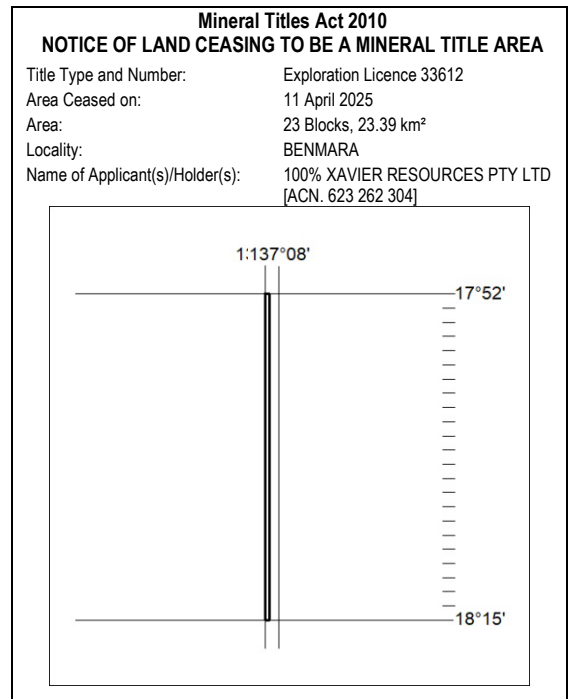 Mineral Titles Act 2010
NOTICE OF LAND CEASING TO BE A MINERAL TITLE AREA
Title Type and Number: Exploration Licence 33612
Area Ceased on: 11 April 2025
Area: 23 Blocks, 23.39 km²
Locality: BENMARA
Name of Applicant(s)/Holder(s): 100% XAVIER RESOURCES PTY LTD
[ACN. 623 262 304]
137°08'
17°52'
18°15'